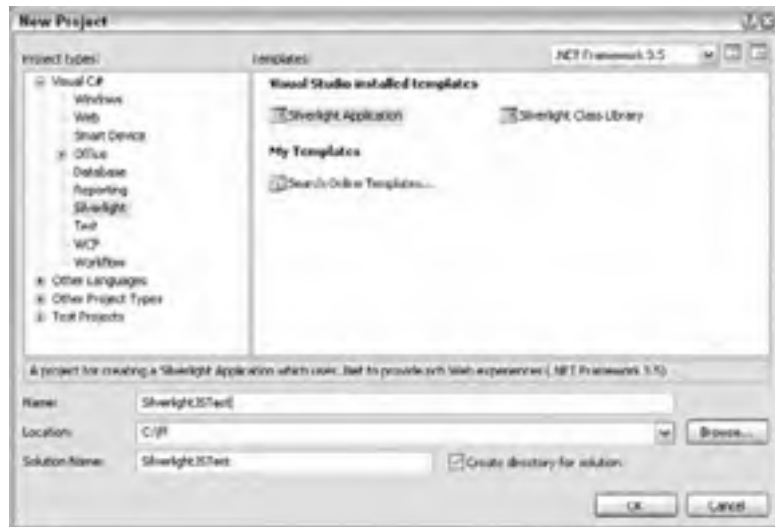 New Project
Project types:
Templates:
.NET Framework 3.5
Visual C#
Windows
Web
Smart Device
Office
Database
Reporting
Silverlight
Test
WCF
Workflow
Other Languages
Other Project Types
Test Projects
Visual Studio installed templates
Silverlight Application
Silverlight Class Library
My Templates
Search Online Templates...
A project for creating a Silverlight Application which uses .Net to provide rich Web experiences (.NET Framework 3.5)
Name:
SilverlightJSTest
Location:
Browse...
Solution Name:
SilverlightJSTest
Create directory for solution
OK
Cancel